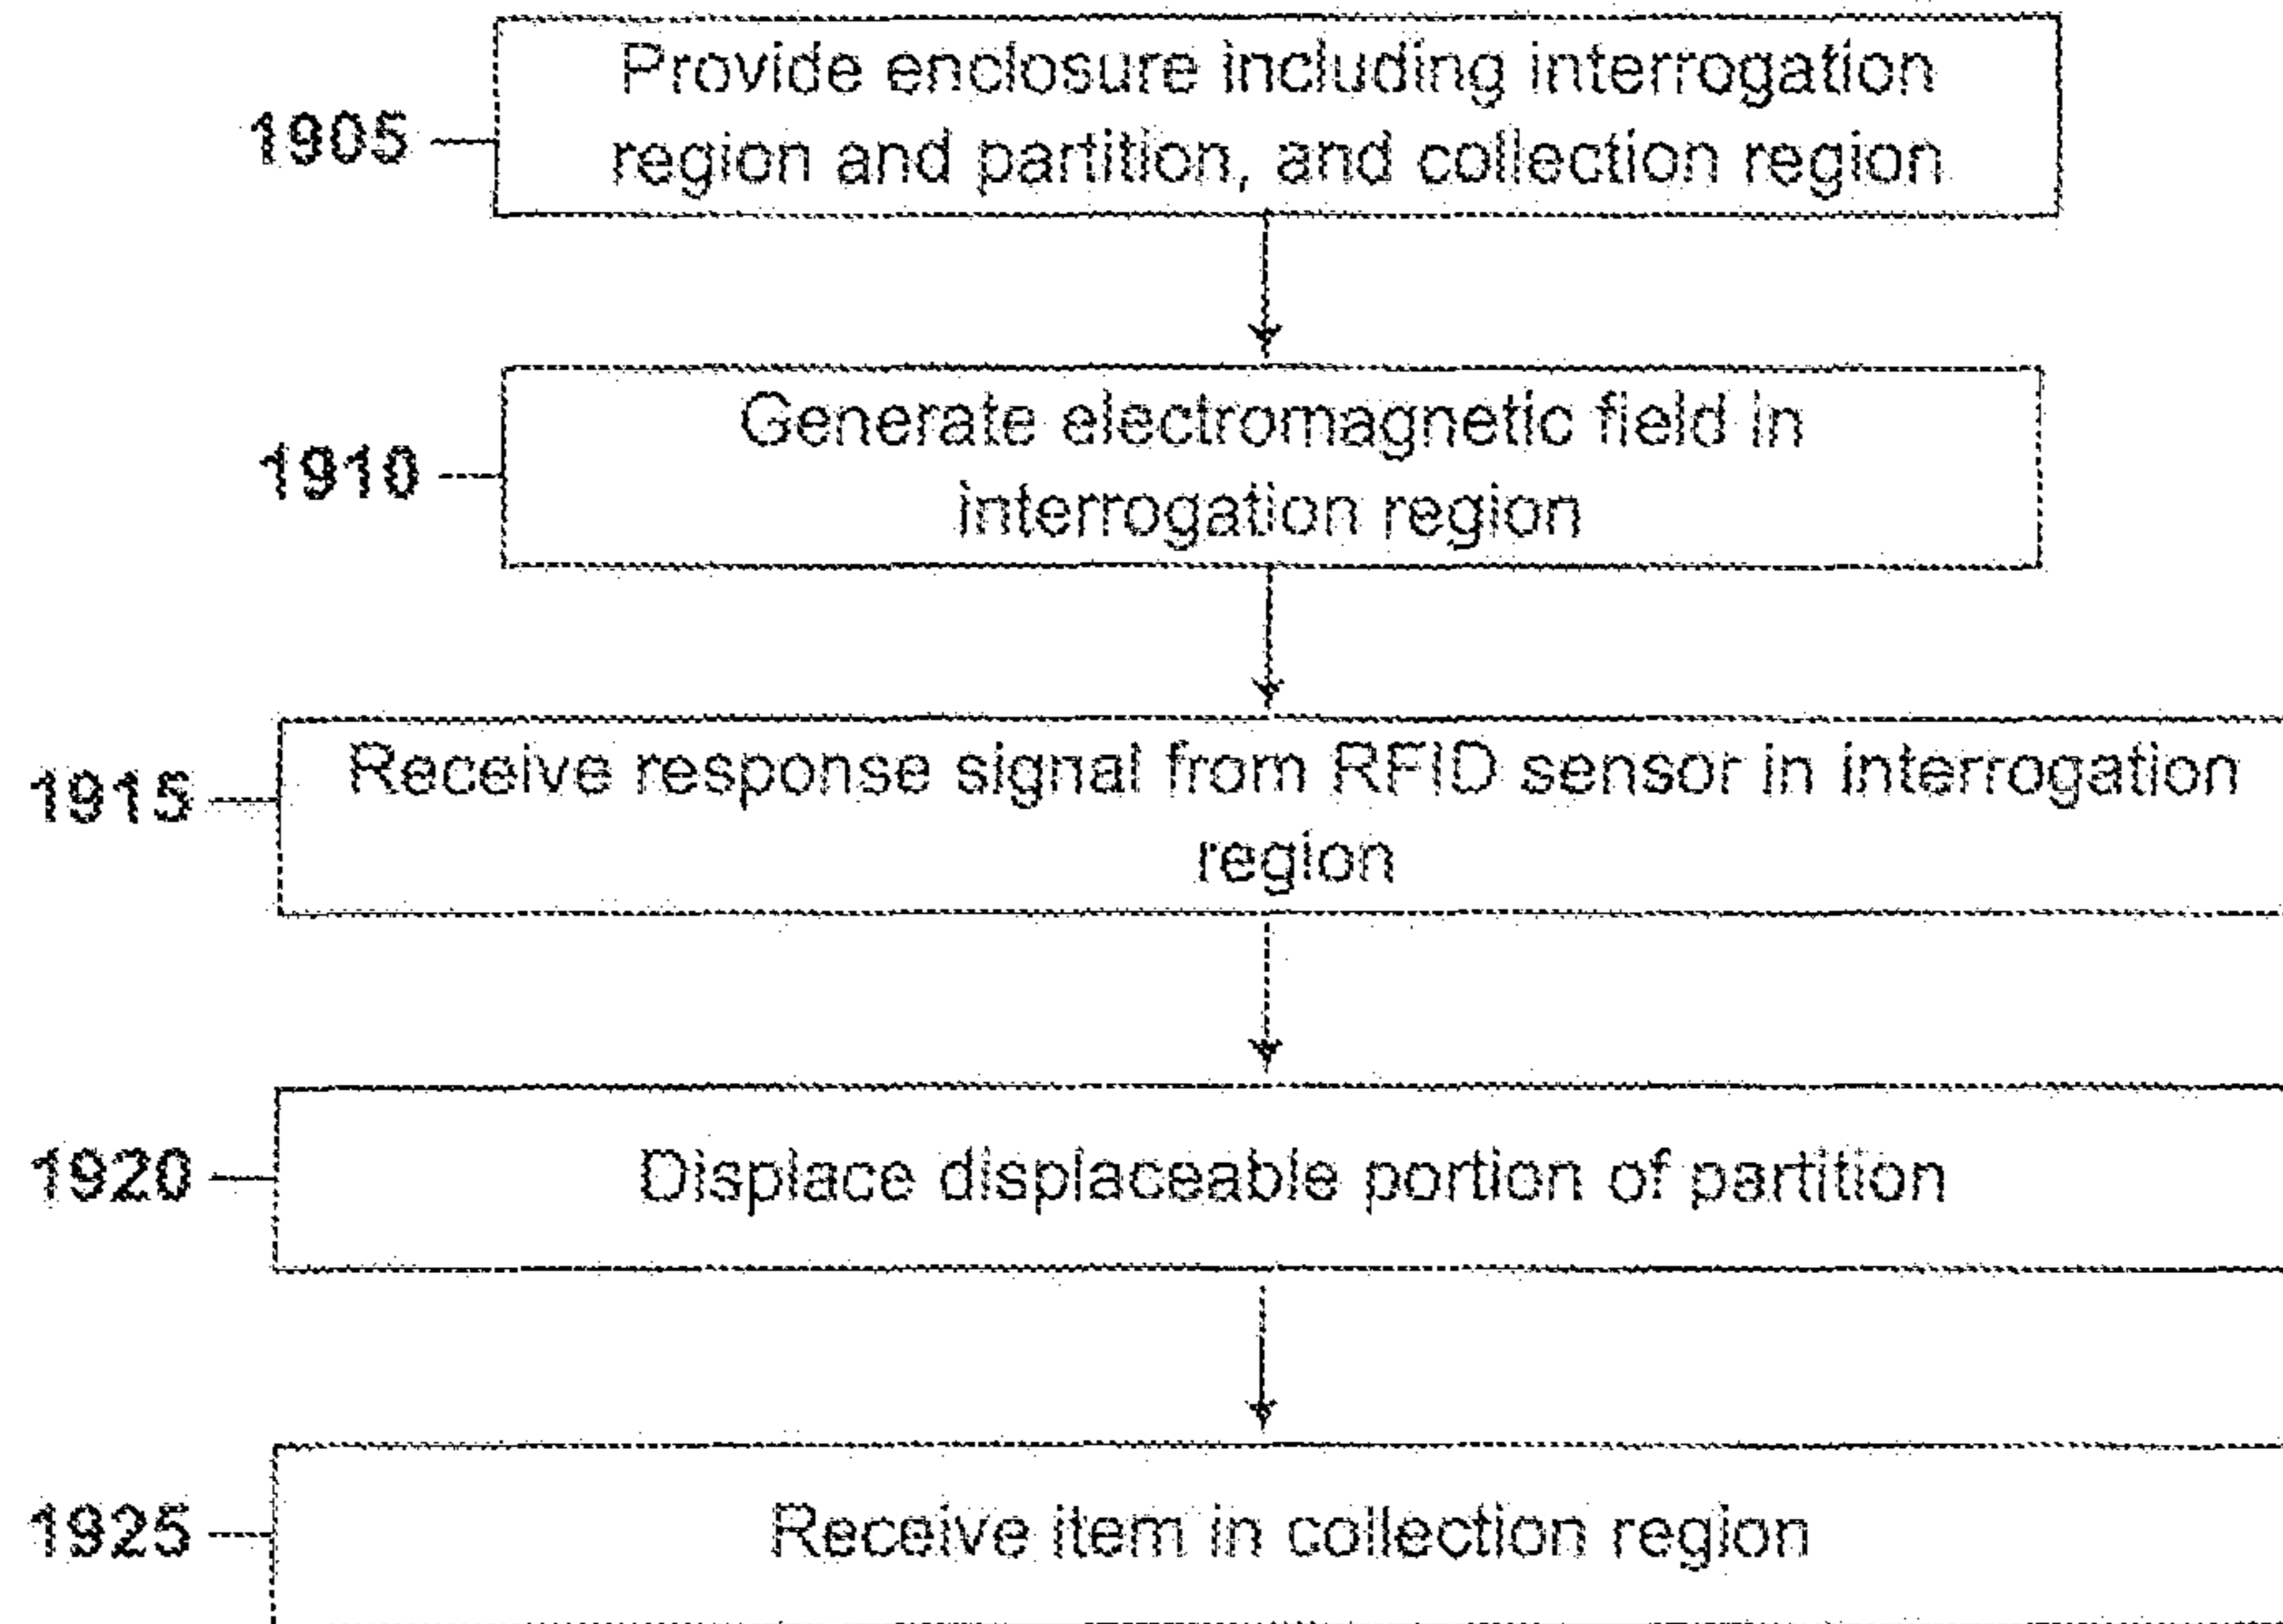 Provide enclosure including interrogation
1905
region and partition, and collection region
Generate electromagnetic field in
1910
interrogation region
Receive response signal from RFID sensor in interrogation
1915
region
1920
Displace displaceable portion of partition
1925
Receive item in collection region